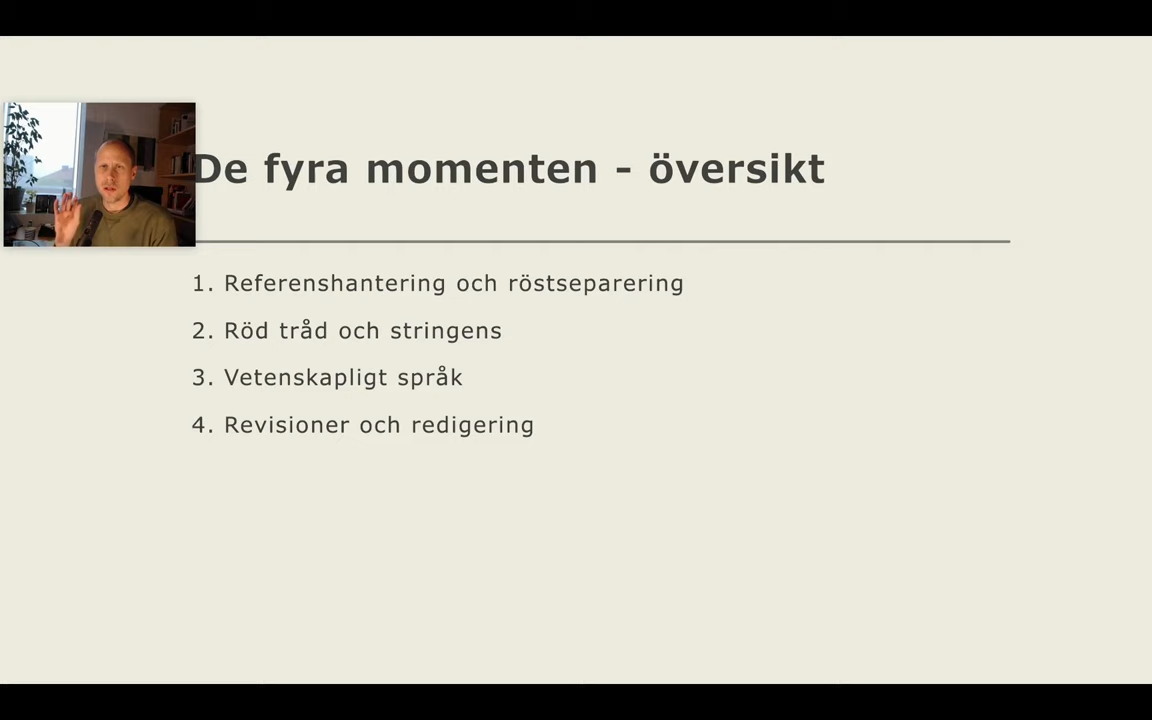 De fyra momenten - översikt
1. Referenshantering och röstseparering
2. Röd tråd och stringens
3. Vetenskapligt språk
4. Revisioner och redigering